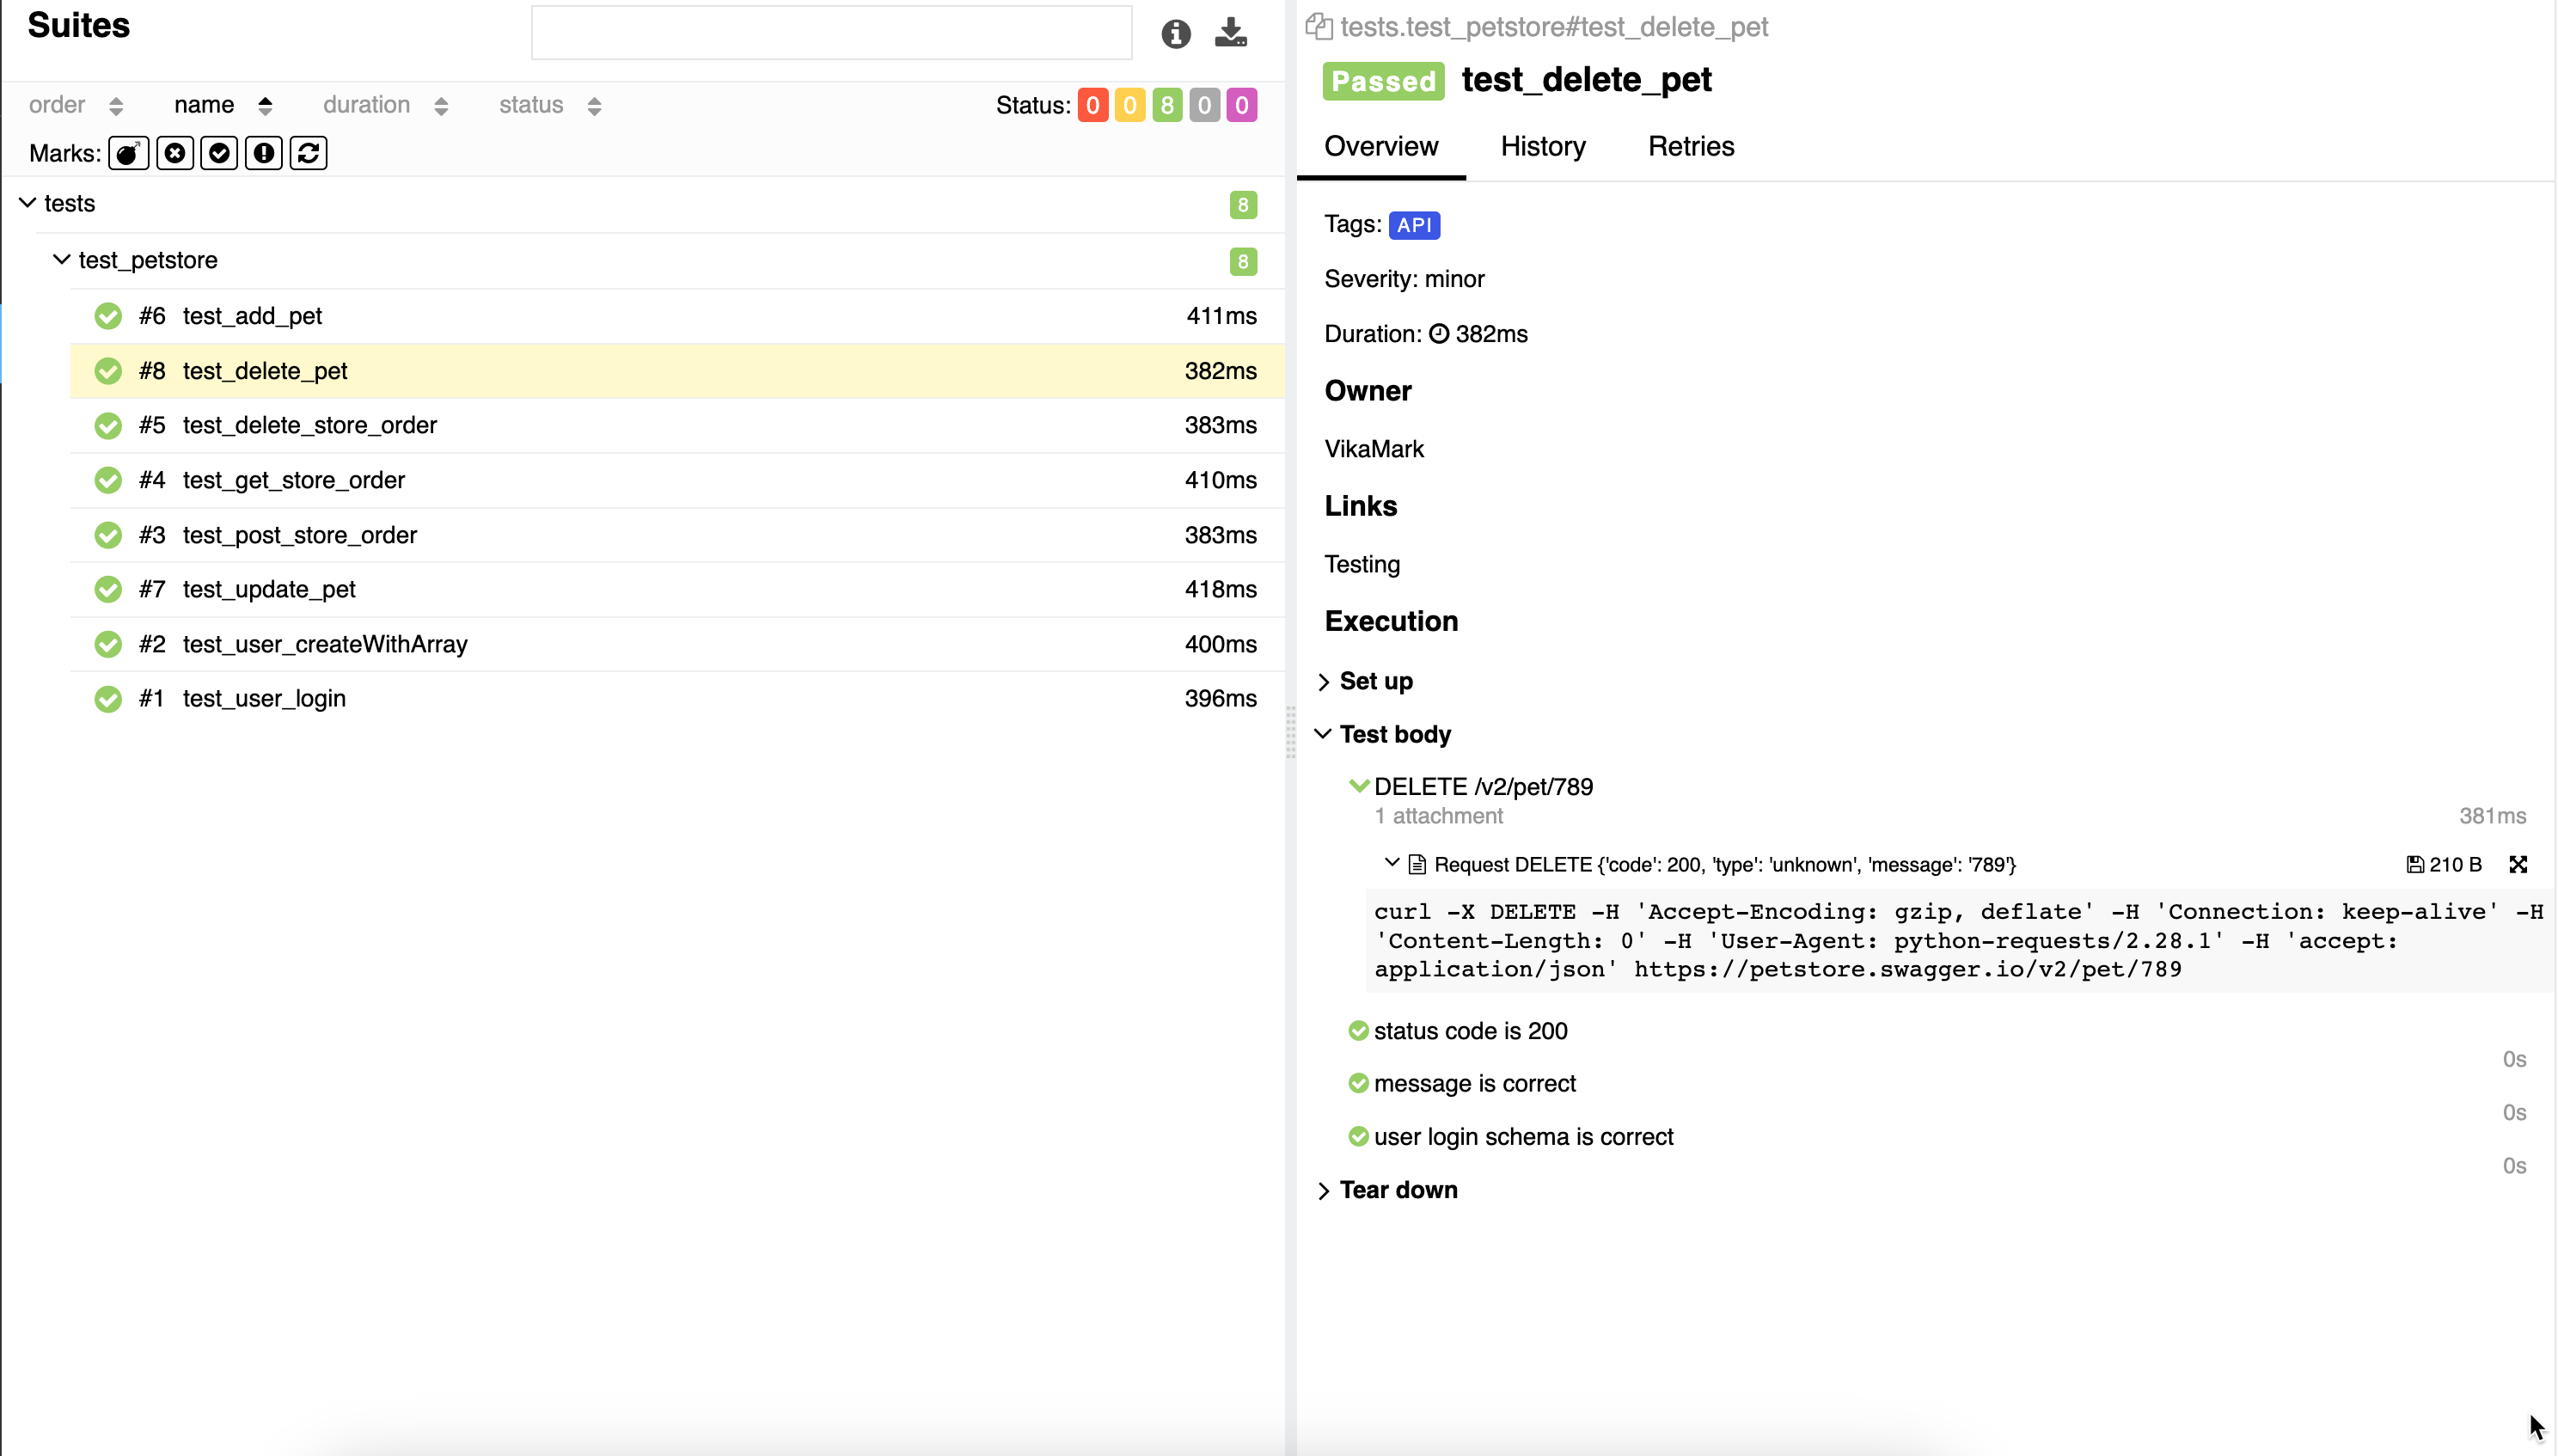 Suites
order name duration status Status: 0 0 8 0 0
Marks:
tests 8
test_petstore 8
#6 test_add_pet 411ms
#8 test_delete_pet 382ms
#5 test_delete_store_order 383ms
#4 test_get_store_order 410ms
#3 test_post_store_order 383ms
#7 test_update_pet 418ms
#2 test_user_createWithArray 400ms
#1 test_user_login 396ms
tests.test_petstore#test_delete_pet
Passed test_delete_pet
Overview History Retries
Tags: API
Severity: minor
Duration: 382ms
Owner
VikaMark
Links
Testing
Execution
Set up
Test body
DELETE /v2/pet/789
1 attachment 381ms
Request DELETE {'code': 200, 'type': 'unknown', 'message': '789'} 210 B
curl -X DELETE -H 'Accept-Encoding: gzip, deflate' -H 'Connection: keep-alive' -H
'Content-Length: 0' -H 'User-Agent: python-requests/2.28.1' -H 'accept:
application/json' https://petstore.swagger.io/v2/pet/789
status code is 200
0s
message is correct
0s
user login schema is correct
0s
Tear down